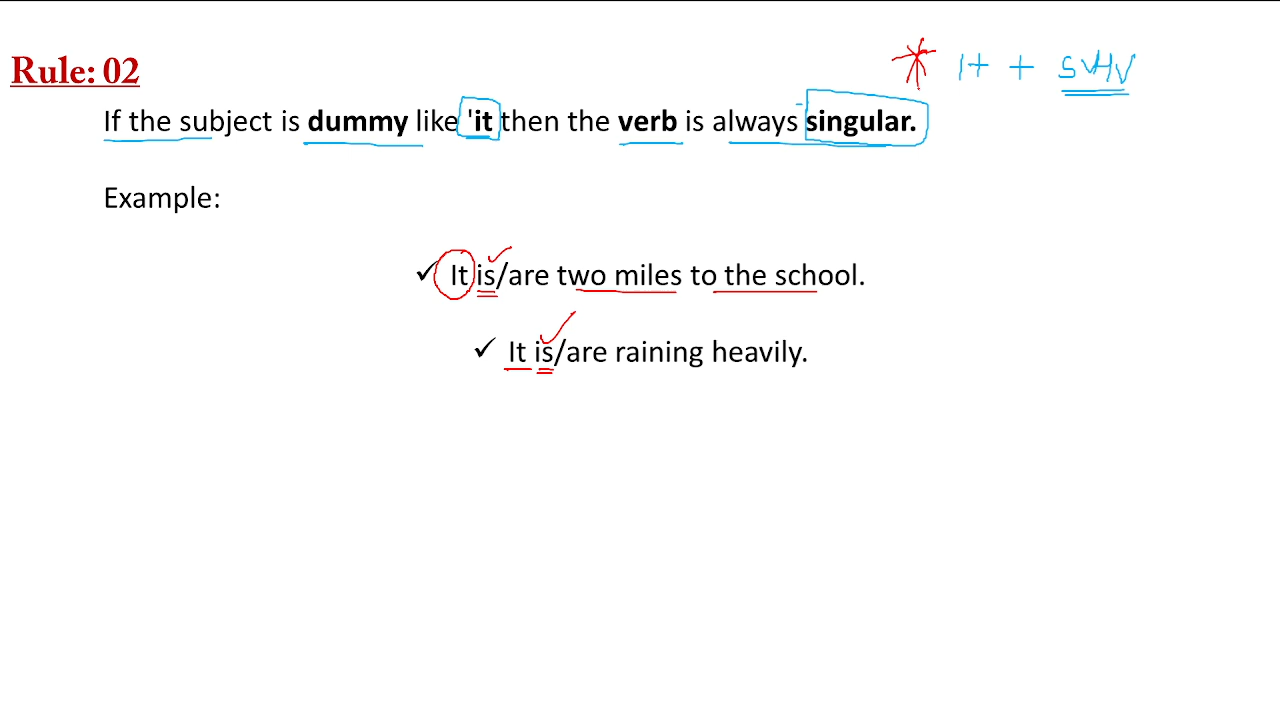 Rule: 02
* It + SVHV
If the subject is dummy like 'it then the verb is always singular.
Example:
✓ It is/are two miles to the school.
✓ It is/are raining heavily.